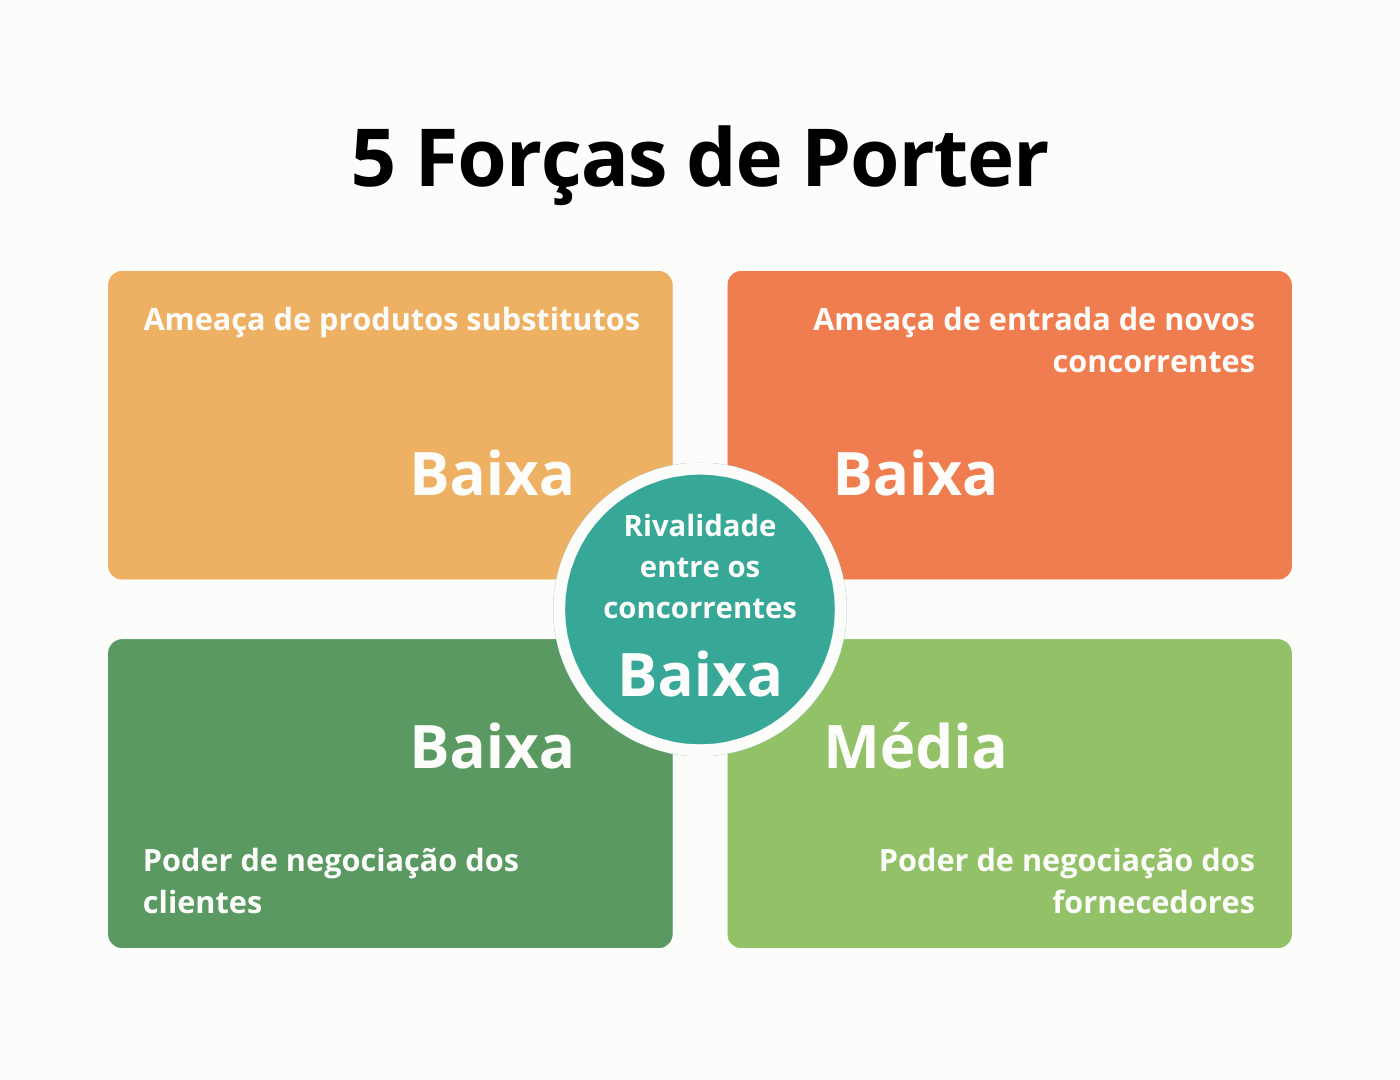 5 Forças de Porter
Ameaça de produtos substitutos
Baixa
Ameaça de entrada de novos
concorrentes
Baixa
Rivalidade
entre os
concorrentes
Baixa
Baixa
Poder de negociação dos
clientes
Média
Poder de negociação dos
fornecedores